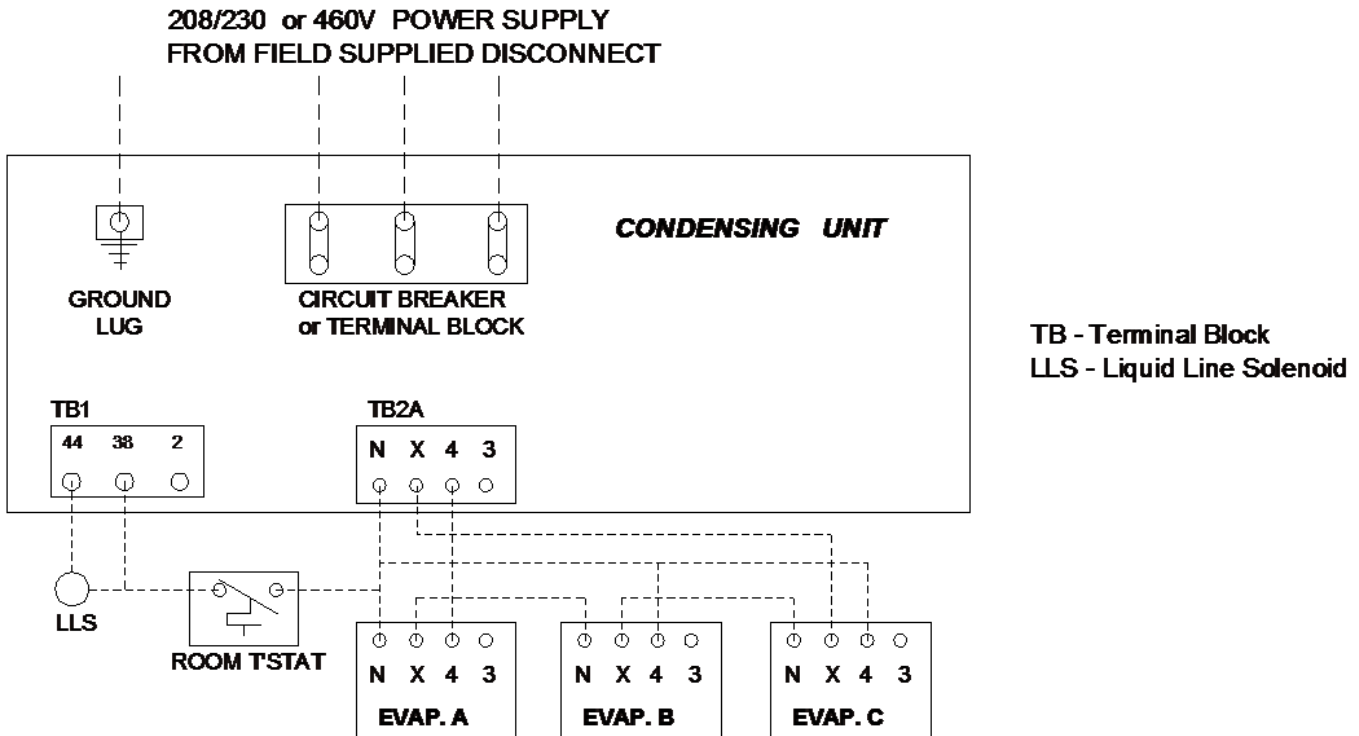 208/230 or 460V POWER SUPPLY
FROM FIELD SUPPLIED DISCONNECT
CONDENSING UNIT
GROUND
LUG
CIRCUIT BREAKER
or TERMINAL BLOCK
TB - Terminal Block
LLS - Liquid Line Solenoid
TB1
44 38 2
TB2A
N X 4 3
LLS
ROOM T'STAT
N X 4 3
EVAP. A
N X 4 3
EVAP. B
N X 4 3
EVAP. C